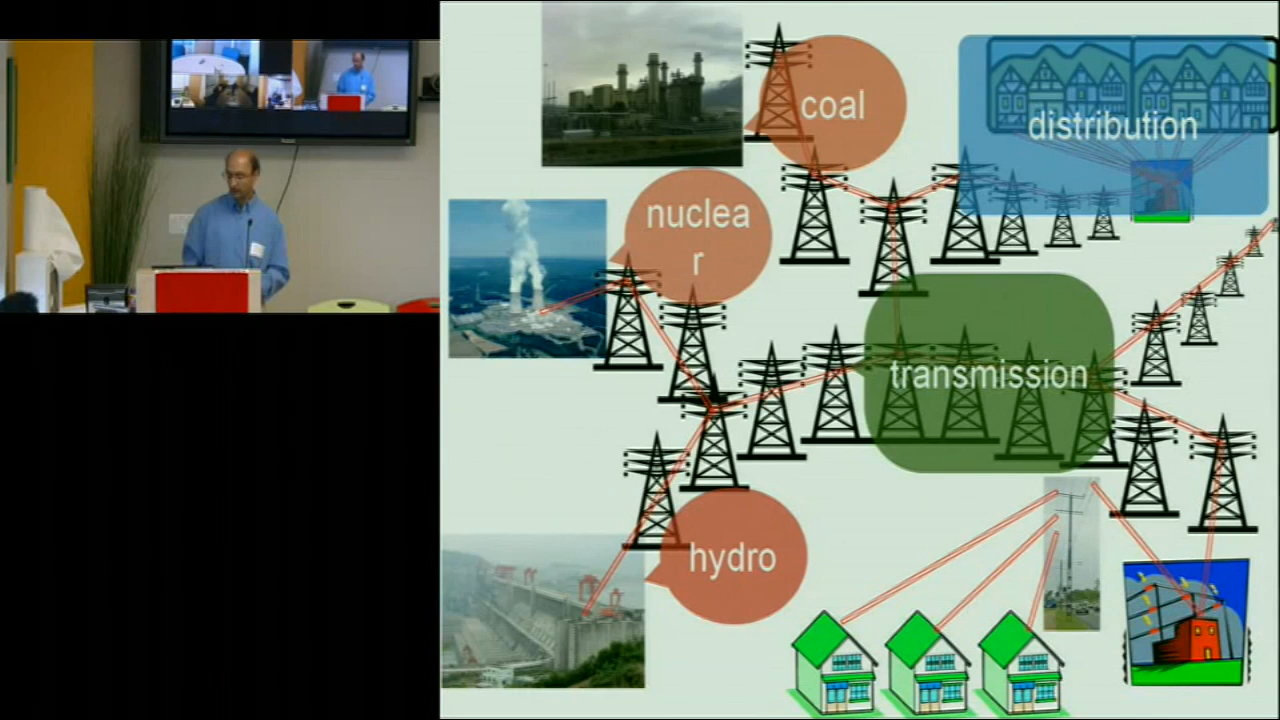 coal
distribution
nuclea
r
transmission
hydro